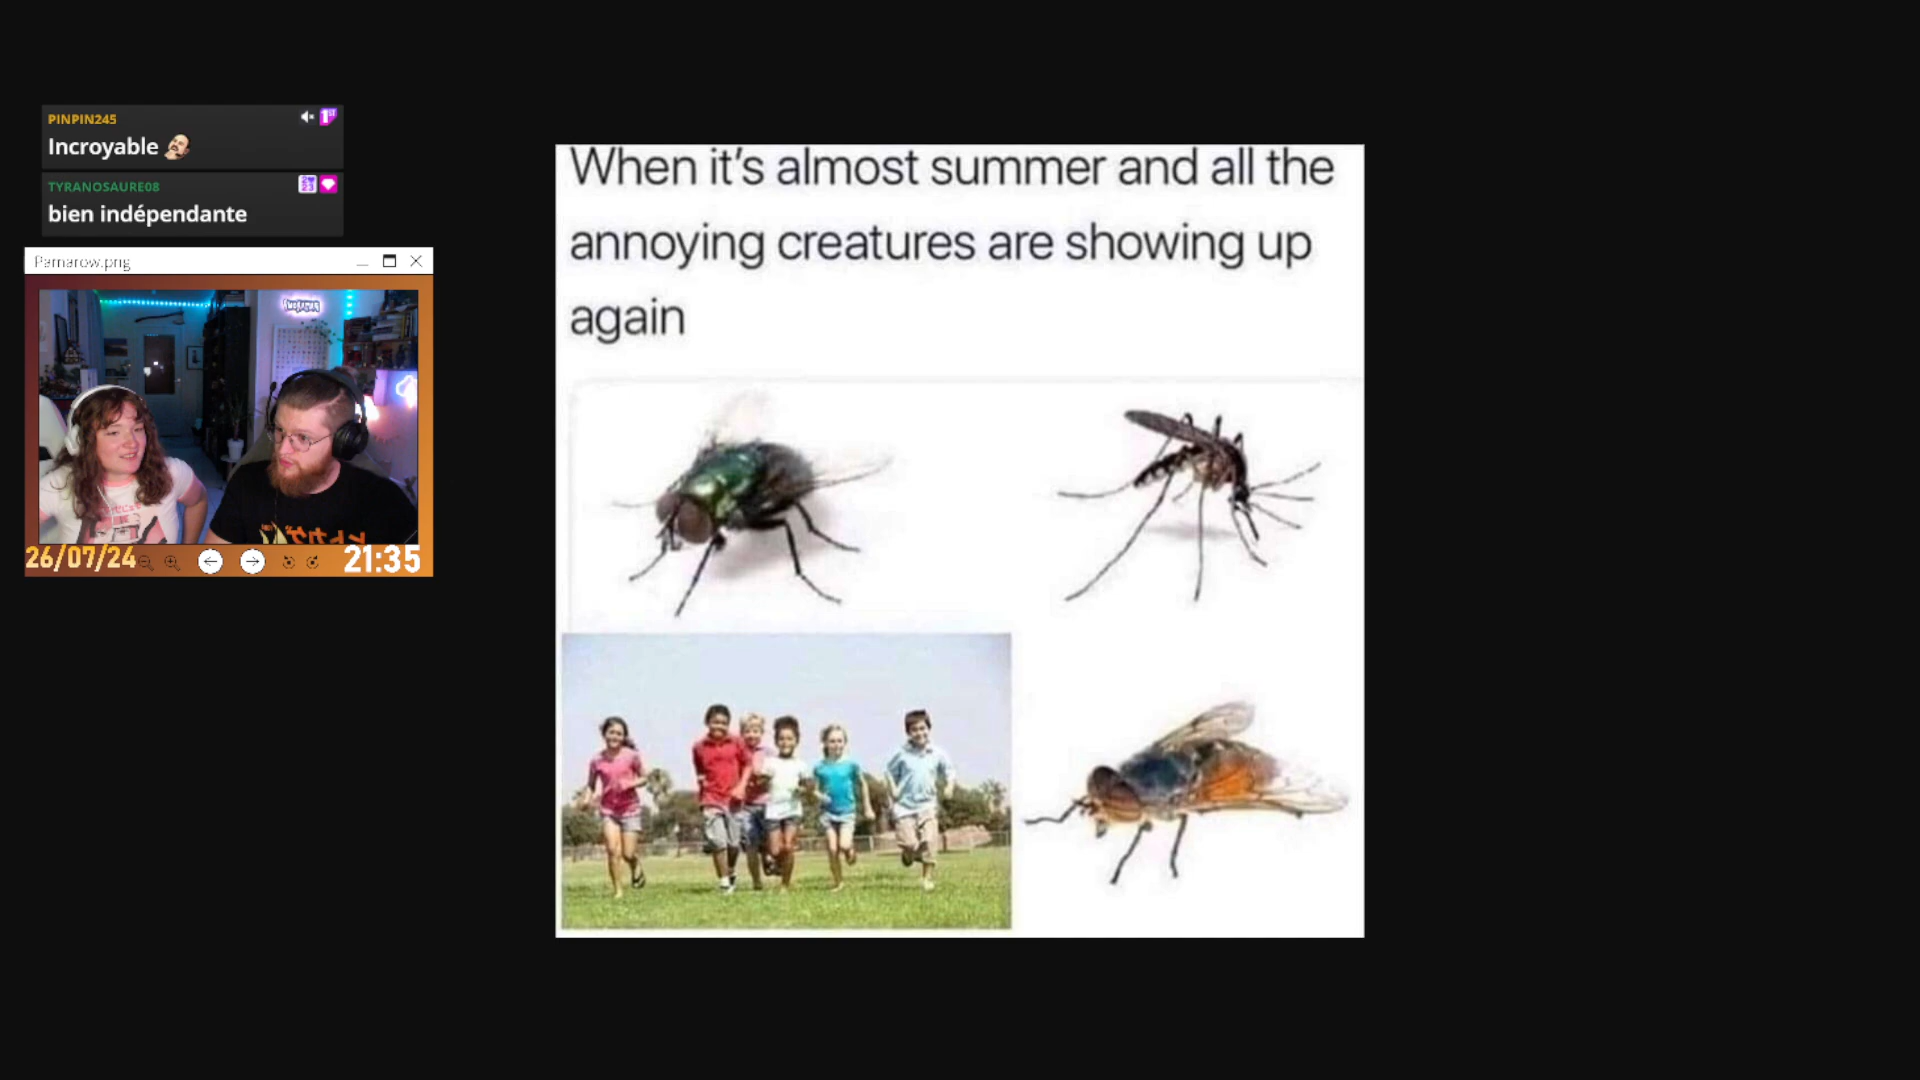 PINPIN245
Incroyable
TYRANOSAURE08
bien indépendante
Pamarow.png
26/07/24
21:35
When it's almost summer and all the
annoying creatures are showing up
again